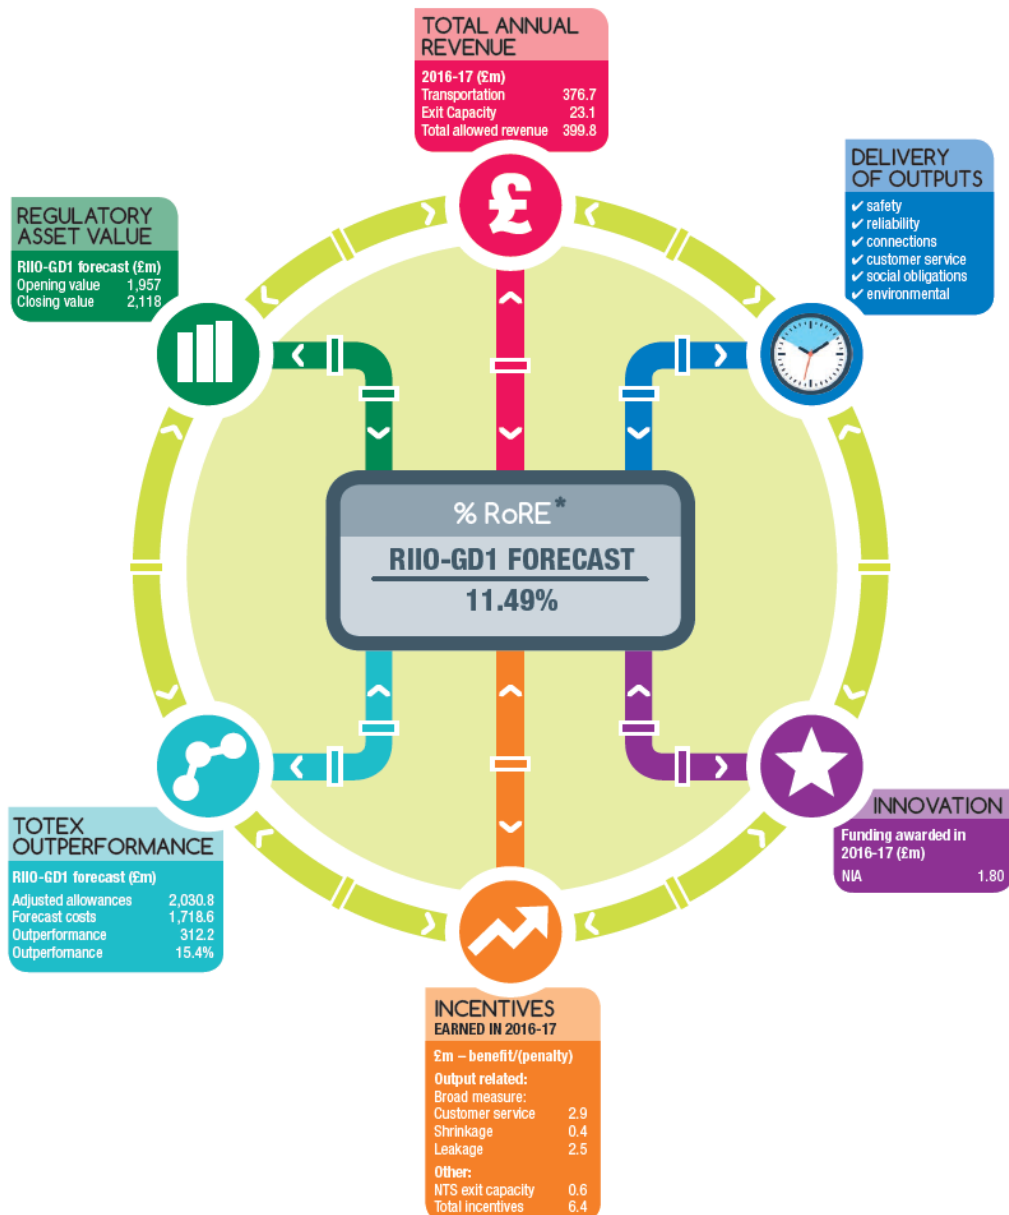 TOTAL ANNUAL
REVENUE
2016-17 (£m)
Transportation 376.7
Exit Capacity 23.1
Total allowed revenue 399.8
£
DELIVERY
OF OUTPUTS
✔ safety
✔ reliability
✔ connections
✔ customer service
✔ social obligations
✔ environmental
REGULATORY
ASSET VALUE
RIIO-GD1 forecast (£m)
Opening value 1,957
Closing value 2,118
% RoRE*
RIIO-GD1 FORECAST
11.49%
TOTEX
OUTPERFORMANCE
RIIO-GD1 forecast (£m)
Adjusted allowances 2,030.8
Forecast costs 1,718.6
Outperformance 312.2
Outperfomance 15.4%
INNOVATION
Funding awarded in
2016-17 (£m)
NIA 1.80
INCENTIVES
EARNED IN 2016-17
£m – benefit/(penalty)
Output related:
Broad measure:
Customer service 2.9
Shrinkage 0.4
Leakage 2.5
Other:
NTS exit capacity 0.6
Total incentives 6.4